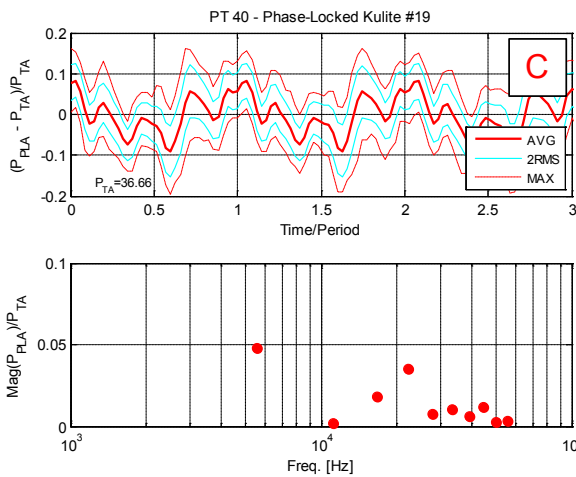 PT 40 - Phase-Locked Kulite #19
(P_PLA - P_TA)/P_TA
0.2
0.1
0
-0.1
-0.2
C
AVG
2RMS
MAX
P_TA=36.66
0 0.5 1 1.5 2 2.5 3
Time/Period
Mag(P_PLA)/P_TA
0.1
0.05
0
10^3 10^4 10
Freq. [Hz]